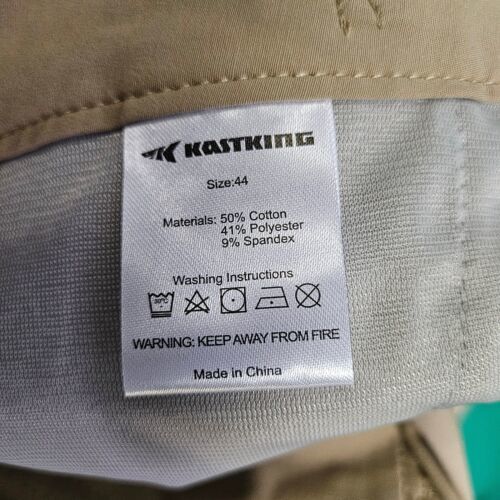 KastKing
Size:44
Materials: 50% Cotton
41% Polyester
9% Spandex
Washing Instructions
30°C
WARNING: KEEP AWAY FROM FIRE
Made in China